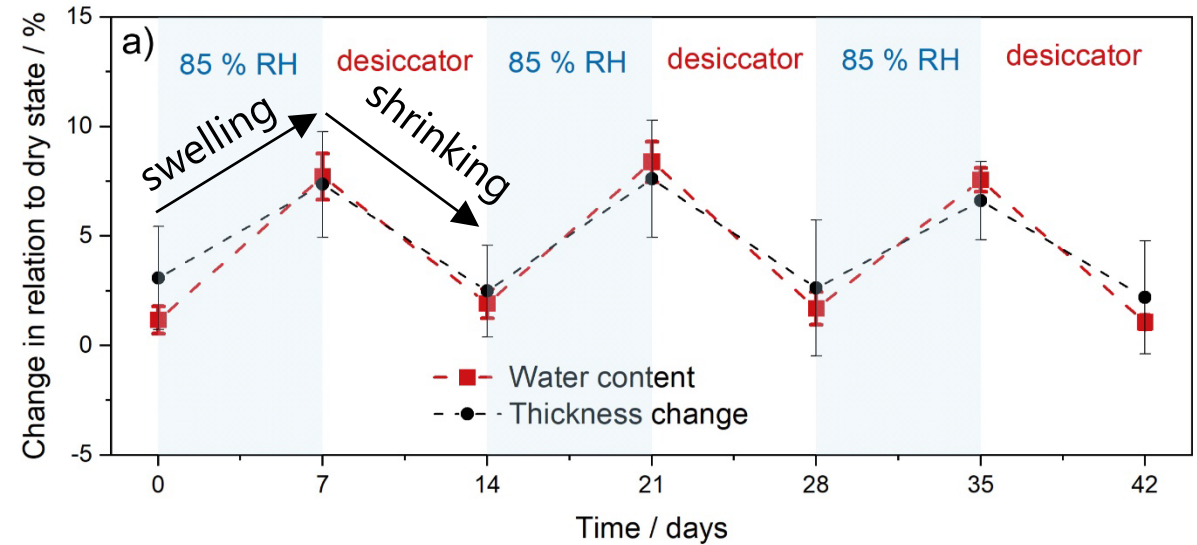 Change in relation to dry state / %
15
10
5
0
-5
a)
85 % RH
desiccator
85 % RH
desiccator
85 % RH
desiccator
swelling
shrinking
Water content
Thickness change
0
7
14
21
28
35
42
Time / days